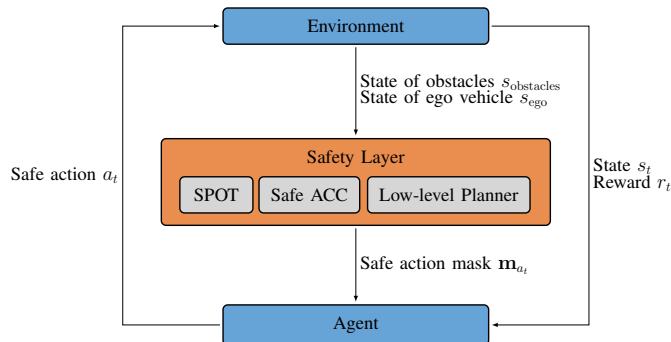 Environment
State of obstacles s_obstacles
State of ego vehicle s_ego
Safety Layer
Safe action a_t
SPOT
Safe ACC
Low-level Planner
State s_t
Reward r_t
Safe action mask m_{a_t}
Agent